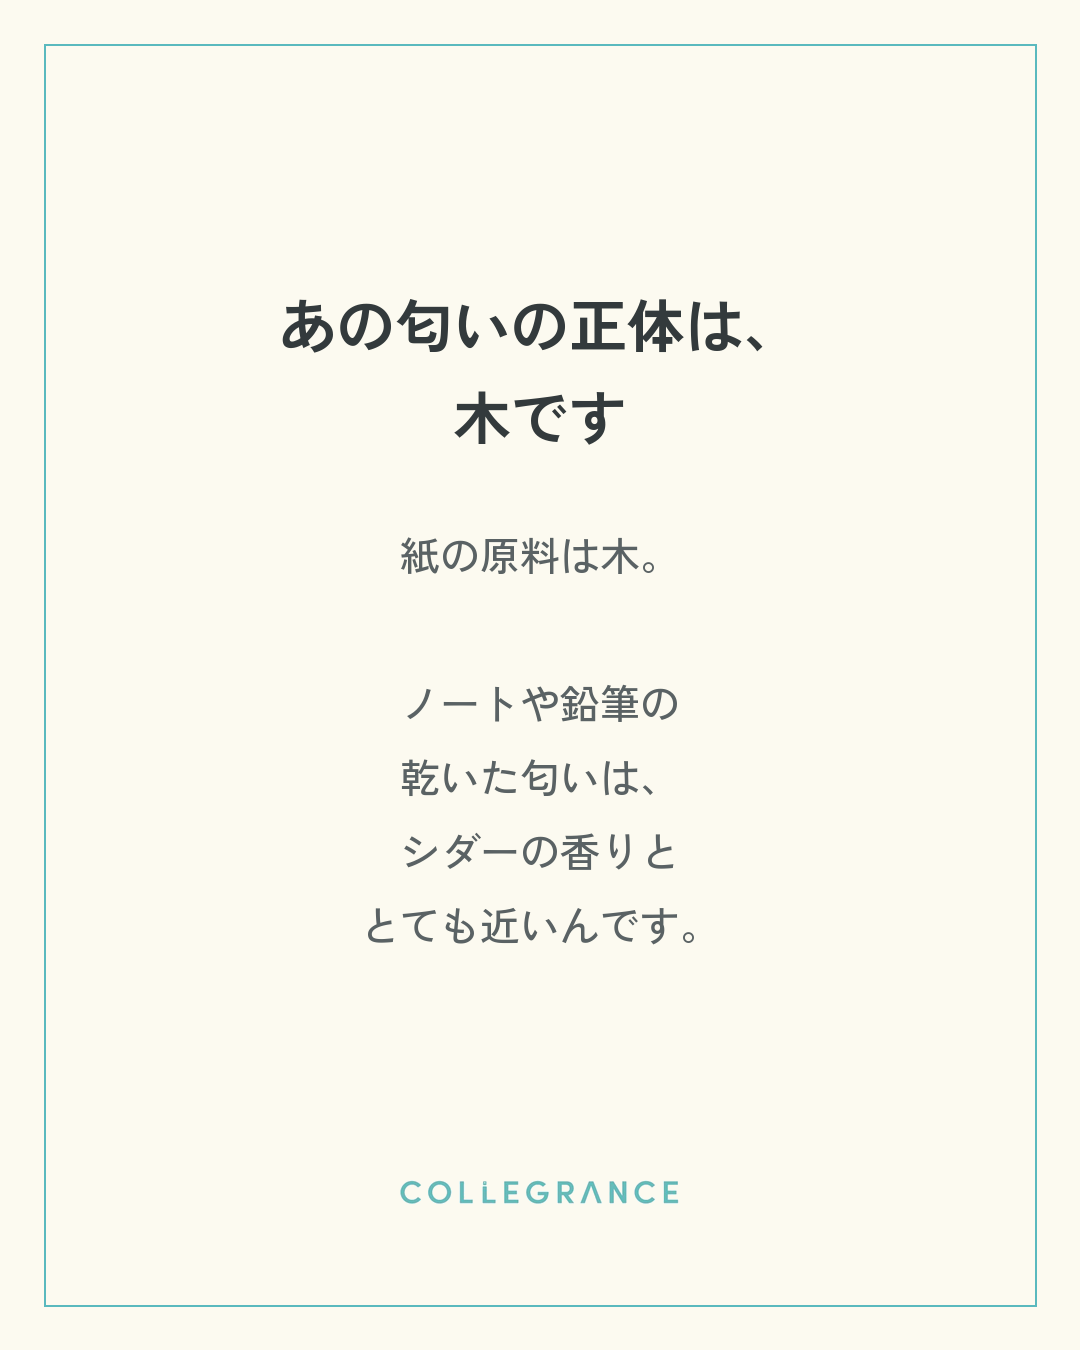 あの匂いの正体は、
木です
紙の原料は木。
ノートや鉛筆の
乾いた匂いは、
シダーの香りと
とても近いんです。
COLLEGRANCE